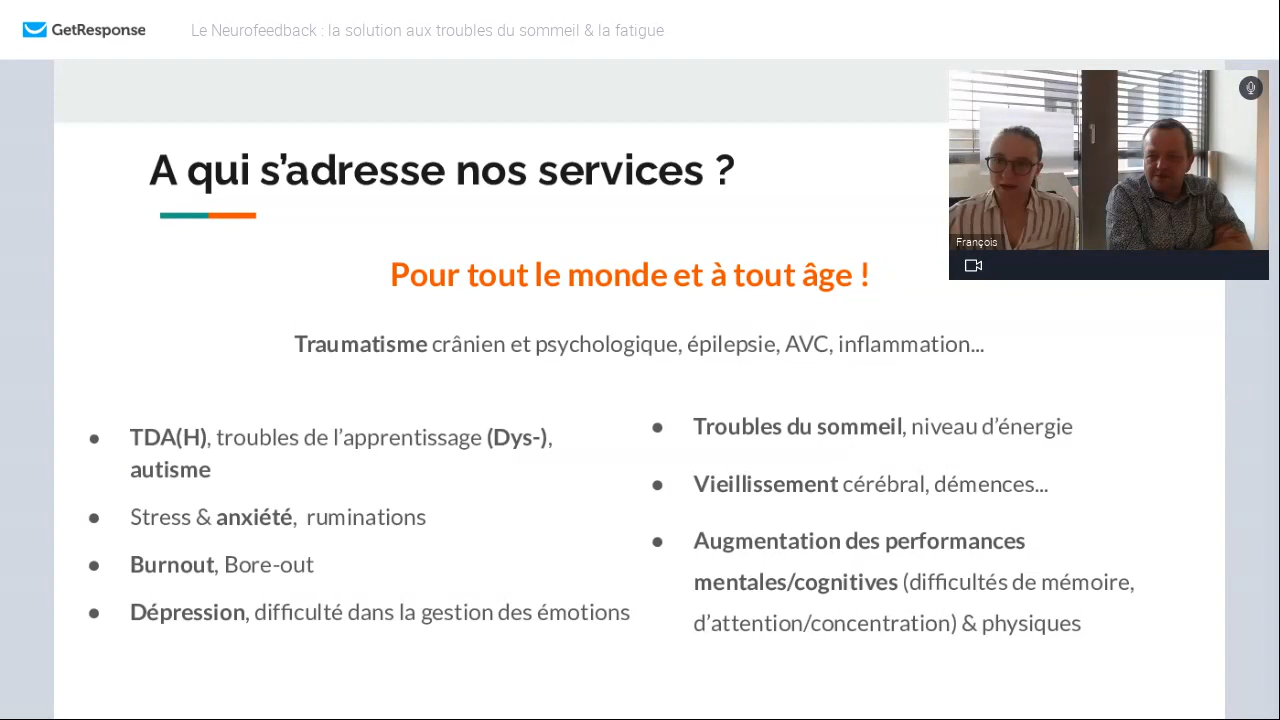 GetResponse
Le Neurofeedback : la solution aux troubles du sommeil & la fatigue
A qui s’adresse nos services ?
François
Pour tout le monde et à tout âge !
Traumatisme crânien et psychologique, épilepsie, AVC, inflammation...
● TDA(H), troubles de l’apprentissage (Dys-),
autisme
● Stress & anxiété, ruminations
● Burnout, Bore-out
● Dépression, difficulté dans la gestion des émotions
● Troubles du sommeil, niveau d’énergie
● Vieillissement cérébral, démences...
● Augmentation des performances
mentales/cognitives (difficultés de mémoire,
d’attention/concentration) & physiques